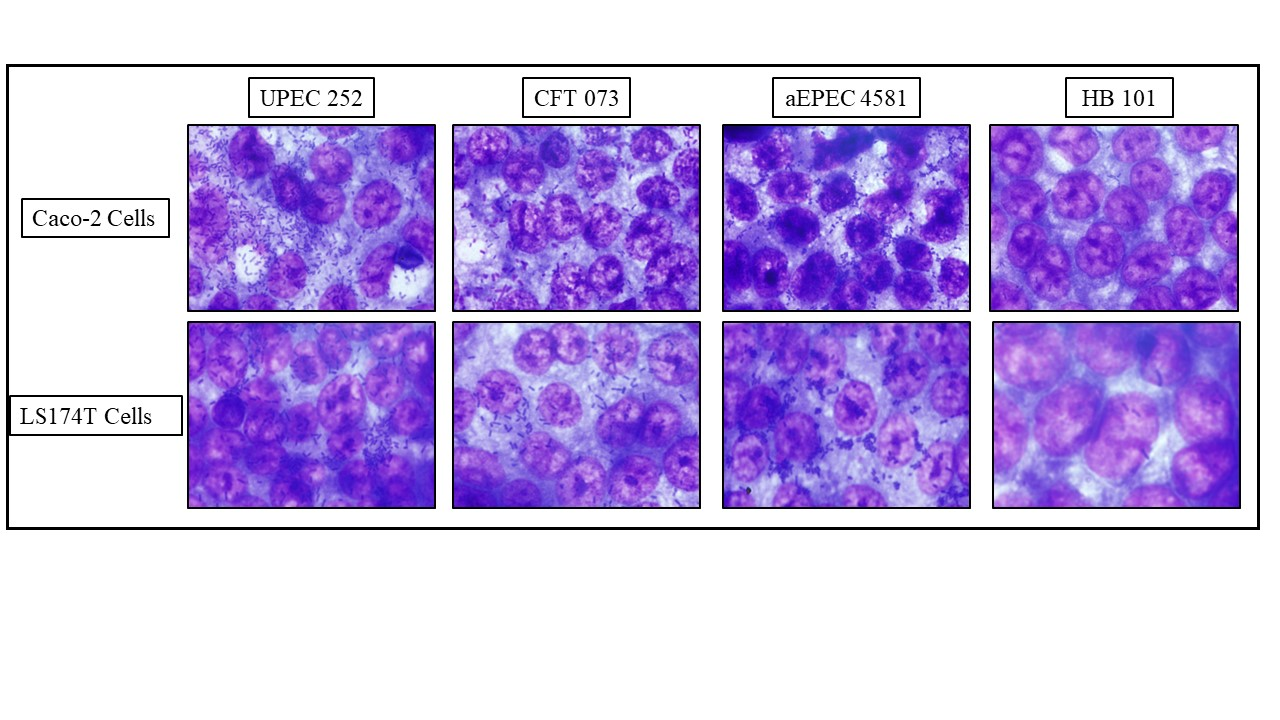 UPEC 252
CFT 073
aEPEC 4581
HB 101
Caco-2 Cells
LS174T Cells